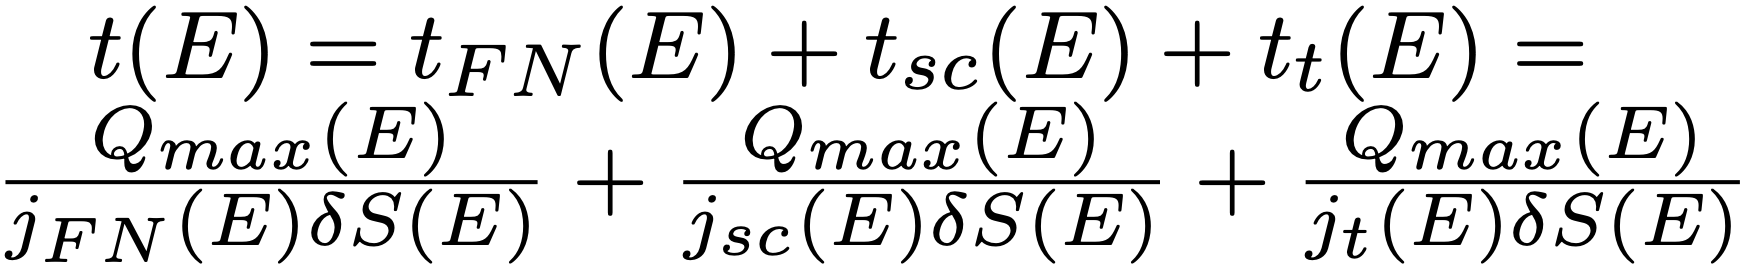 t(E) = t_{FN}(E) + t_{sc}(E) + t_t(E) =
\frac{Q_{max}(E)}{j_{FN}(E)\delta S(E)} + \frac{Q_{max}(E)}{j_{sc}(E)\delta S(E)} + \frac{Q_{max}(E)}{j_t(E)\delta S(E)}